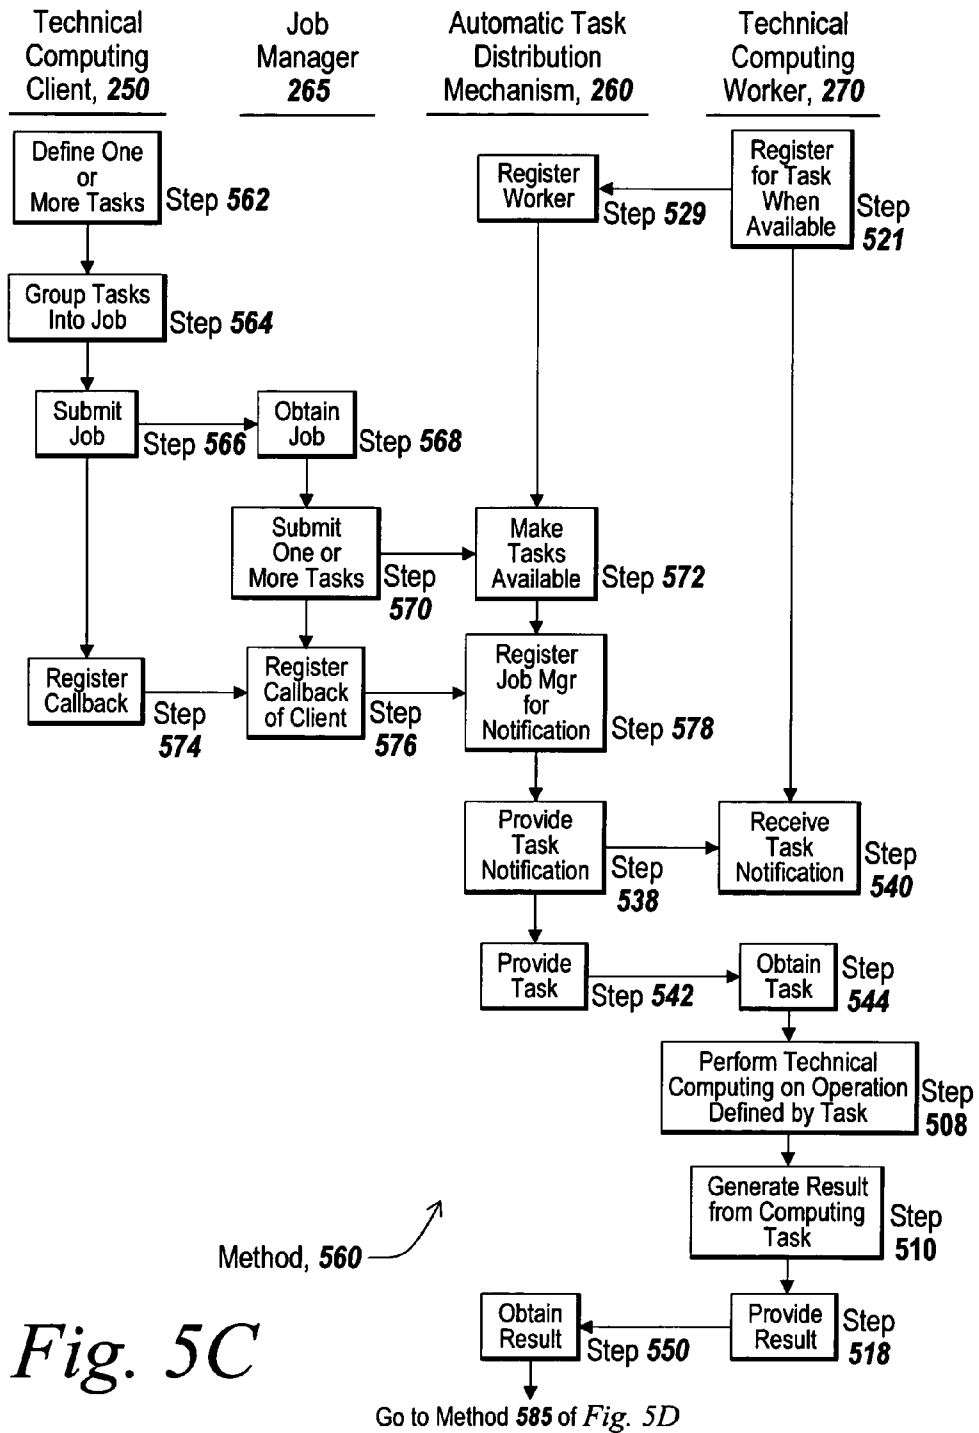 Technical
Computing
Client, 250
Job
Manager
265
Automatic Task
Distribution
Mechanism, 260
Technical
Computing
Worker, 270
Define One
or
More Tasks
Step 562
Register
Worker
Step 529
Register
for Task
When
Available
Step
521
Group Tasks
Into Job
Step 564
Submit
Job
Step 566
Obtain
Job
Step 568
Submit
One or
More Tasks
Step
570
Make
Tasks
Available
Step 572
Register
Callback
Step
574
Register
Callback
of Client
Step
576
Register
Job Mgr
for
Notification
Step 578
Provide
Task
Notification
Step
538
Receive
Task
Notification
Step
540
Provide
Task
Step 542
Obtain
Task
Step
544
Perform Technical
Computing on Operation
Defined by Task
Step
508
Generate Result
from Computing
Task
Step
510
Method, 560
Obtain
Result
Step 550
Provide
Result
Step
518
Fig. 5C
Go to Method 585 of Fig. 5D